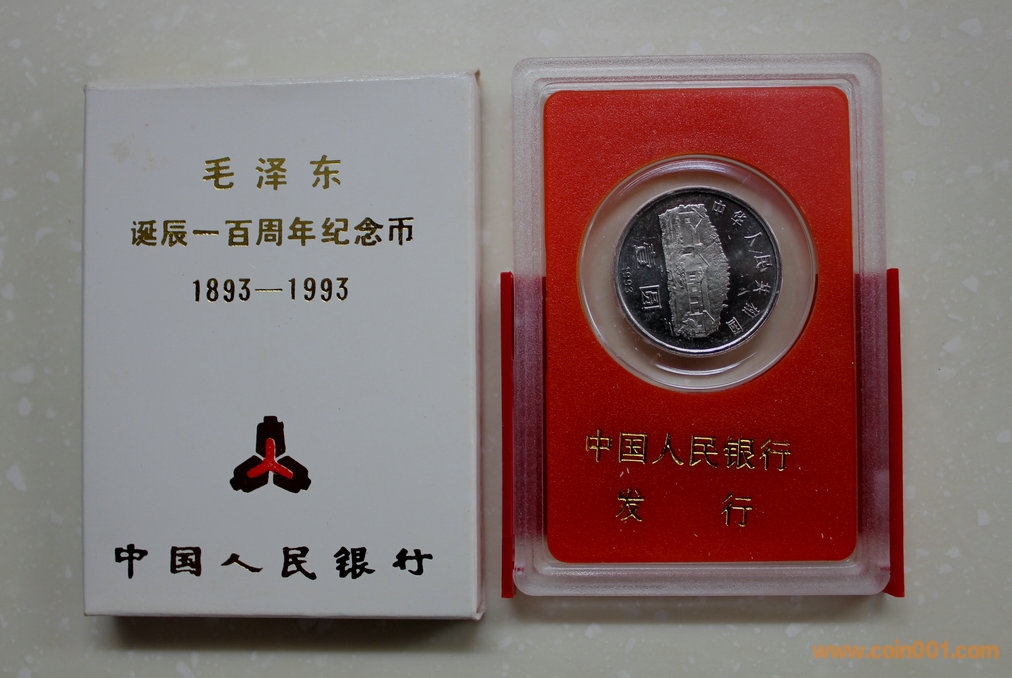 毛泽东
诞辰一百周年纪念币
1893—1993
中国人民银行
中华人民共和国
壹圆
1993
中国人民银行
发行
www.coin001.com